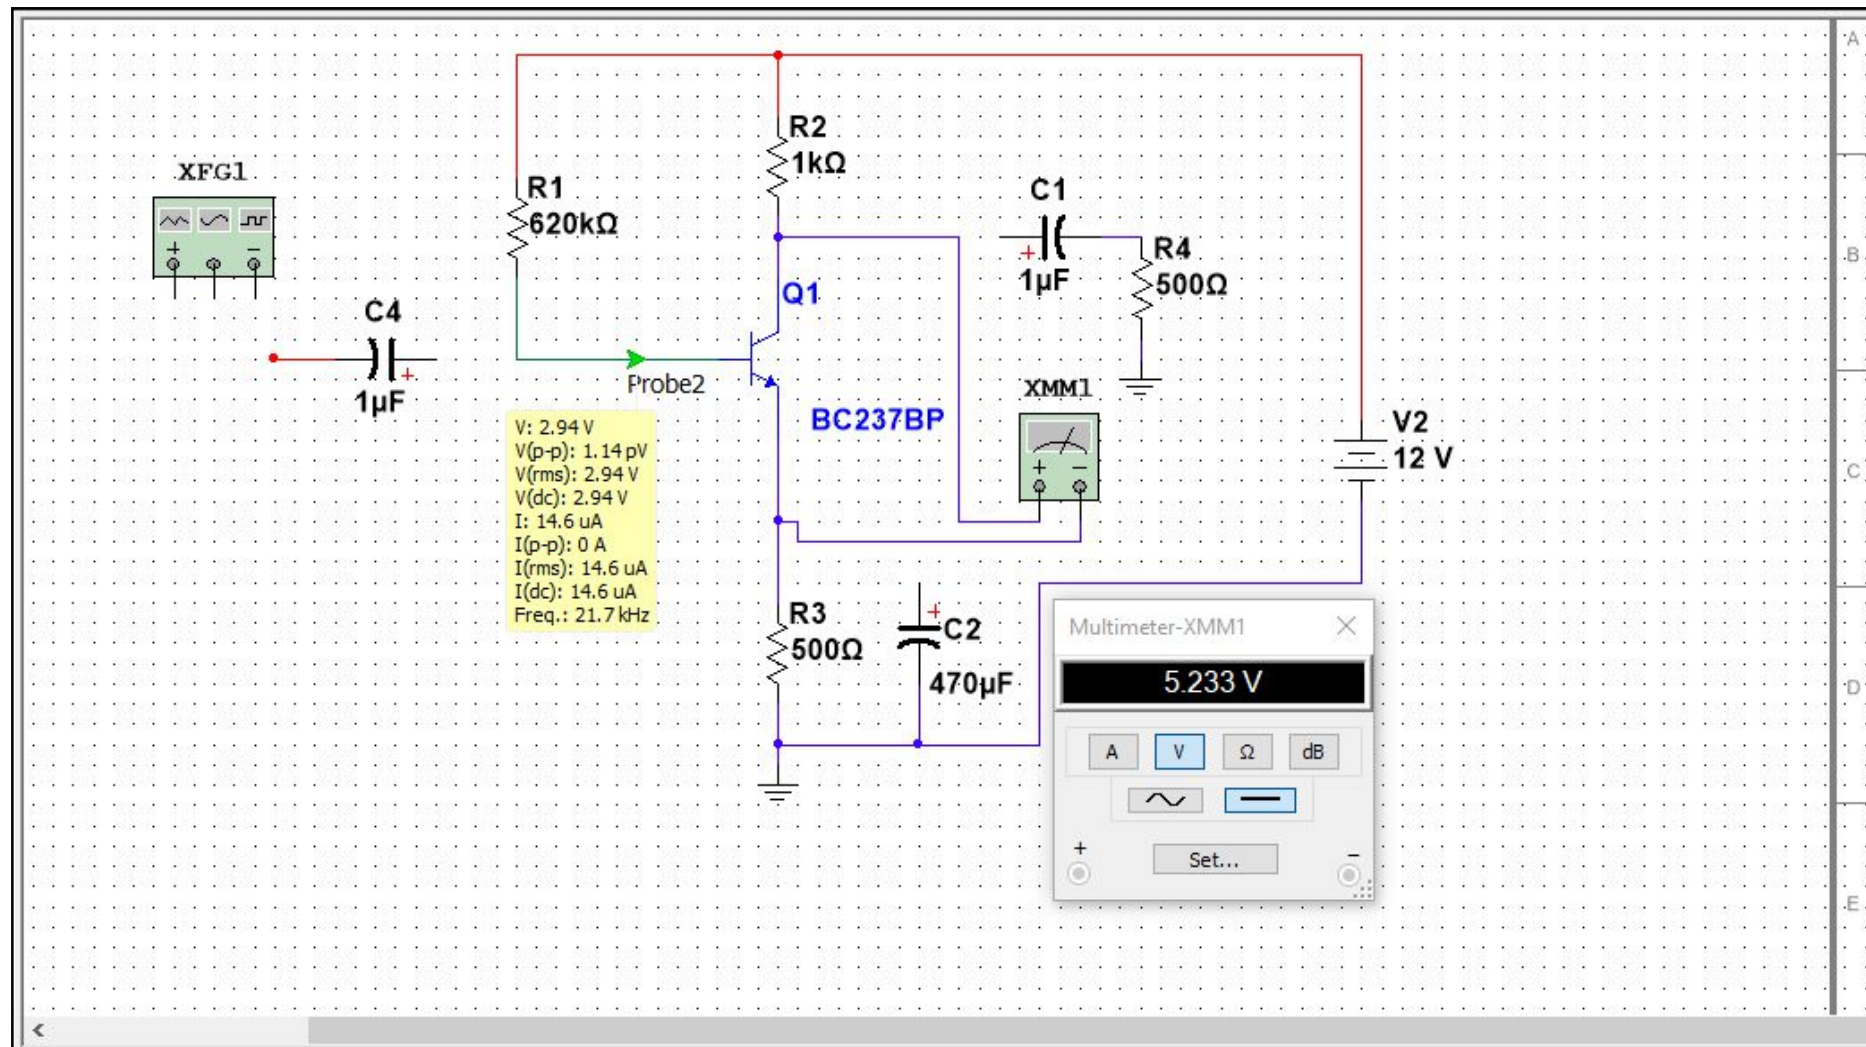 A
R2
1kΩ
XFG1
R1
620kΩ
C1
+
1µF
R4
500Ω
B
+ −
Q1
C4
+
1µF
Probe2
XMM1
+ −
BC237BP
V2
12 V
C
V: 2.94 V
V(p-p): 1.14 pV
V(rms): 2.94 V
V(dc): 2.94 V
I: 14.6 uA
I(p-p): 0 A
I(rms): 14.6 uA
I(dc): 14.6 uA
Freq.: 21.7 kHz
R3
500Ω
+
C2
470µF
Multimeter-XMM1
5.233 V
D
A V Ω dB
+ −
Set...
E